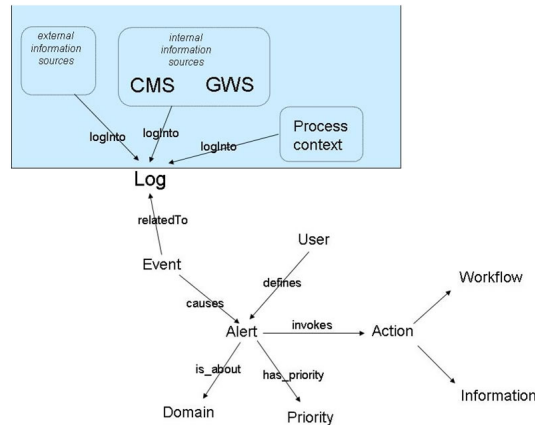 external
information
sources
internal
information
sources
CMS GWS
logInto
logInto
logInto
Process
context
Log
relatedTo
User
Event
defines
Workflow
causes
Alert
invokes
Action
is_about
has_priority
Information
Domain
Priority